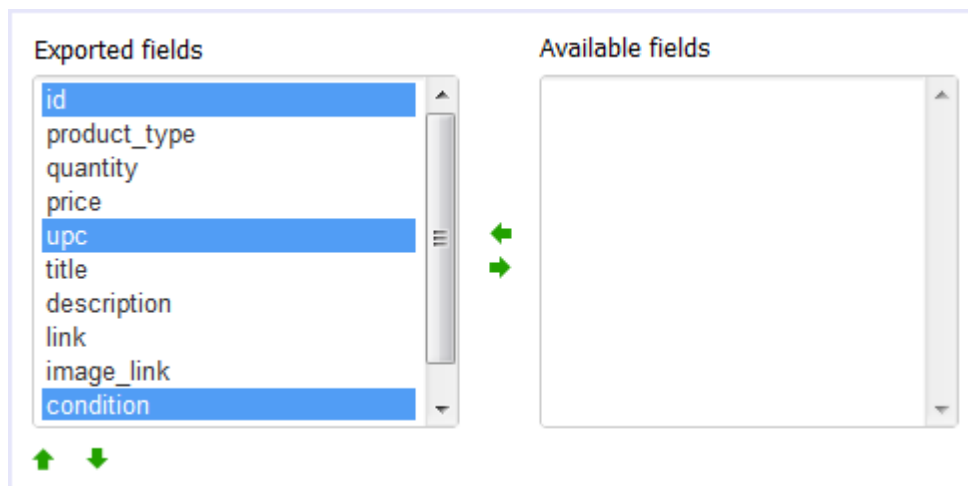 Exported fields
Available fields
id
product_type
quantity
price
upc
title
description
link
image_link
condition